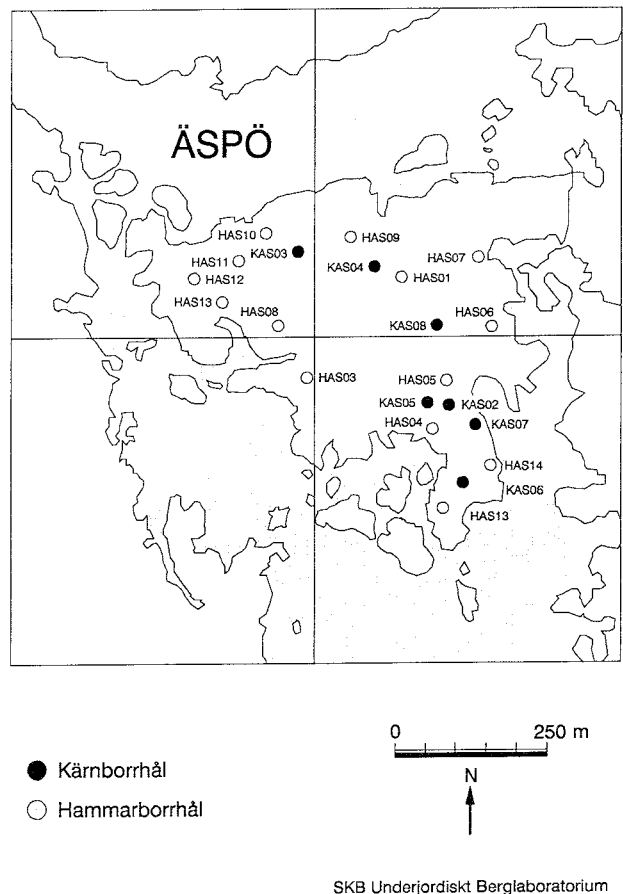 ÄSPÖ
HAS10
HAS09
KAS03
HAS07
HAS11
KAS04
HAS01
HAS12
HAS13
HAS06
HAS08
KAS08
HAS03
HAS05
KAS05
KAS02
HAS04
KAS07
HAS14
KAS06
HAS13
0 250 m
Kärnborrhål
N
Hammarborrhål
SKB Underjordiskt Berglaboratorium